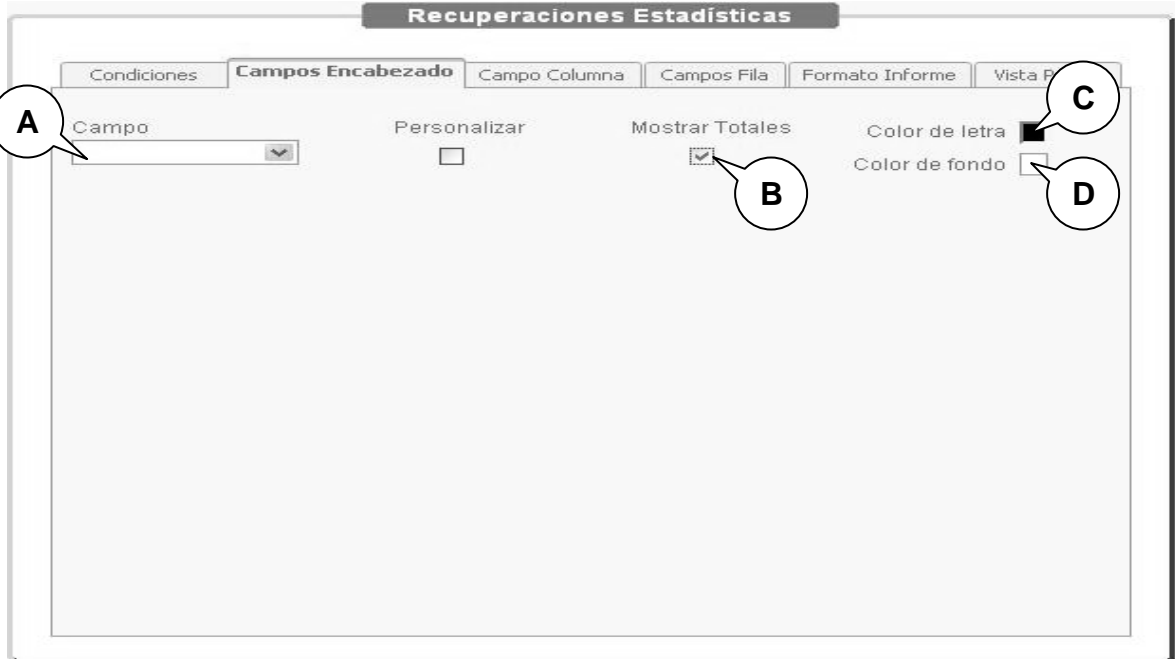 Recuperaciones Estadísticas
Condiciones Campos Encabezado Campo Columna Campos Fila Formato Informe Vista
A Campo Personalizar Mostrar Totales Color de letra C
Color de fondo
B D